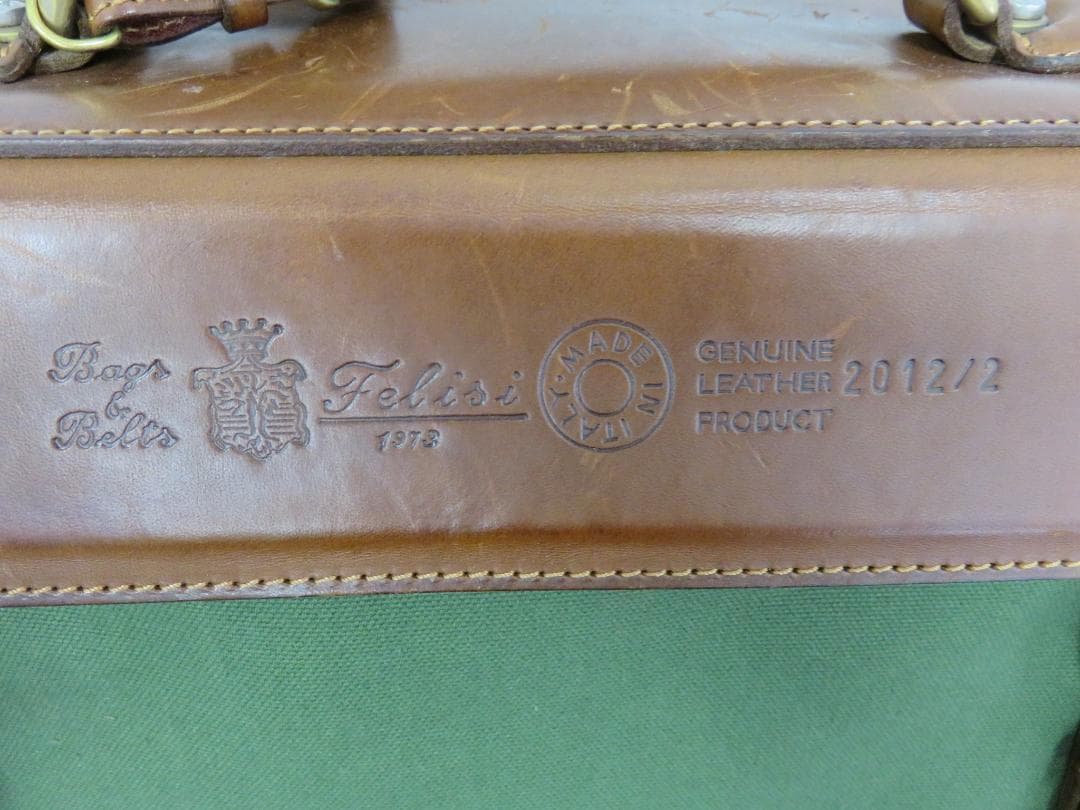 Bags
&
Belts
Felisi
1973
MADE IN ITALY
GENUINE
LEATHER
PRODUCT
2012/2